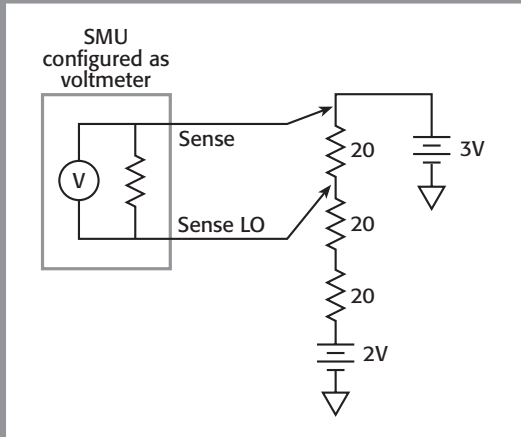 SMU
configured as
voltmeter
Sense
V
Sense LO
20
3V
20
20
2V